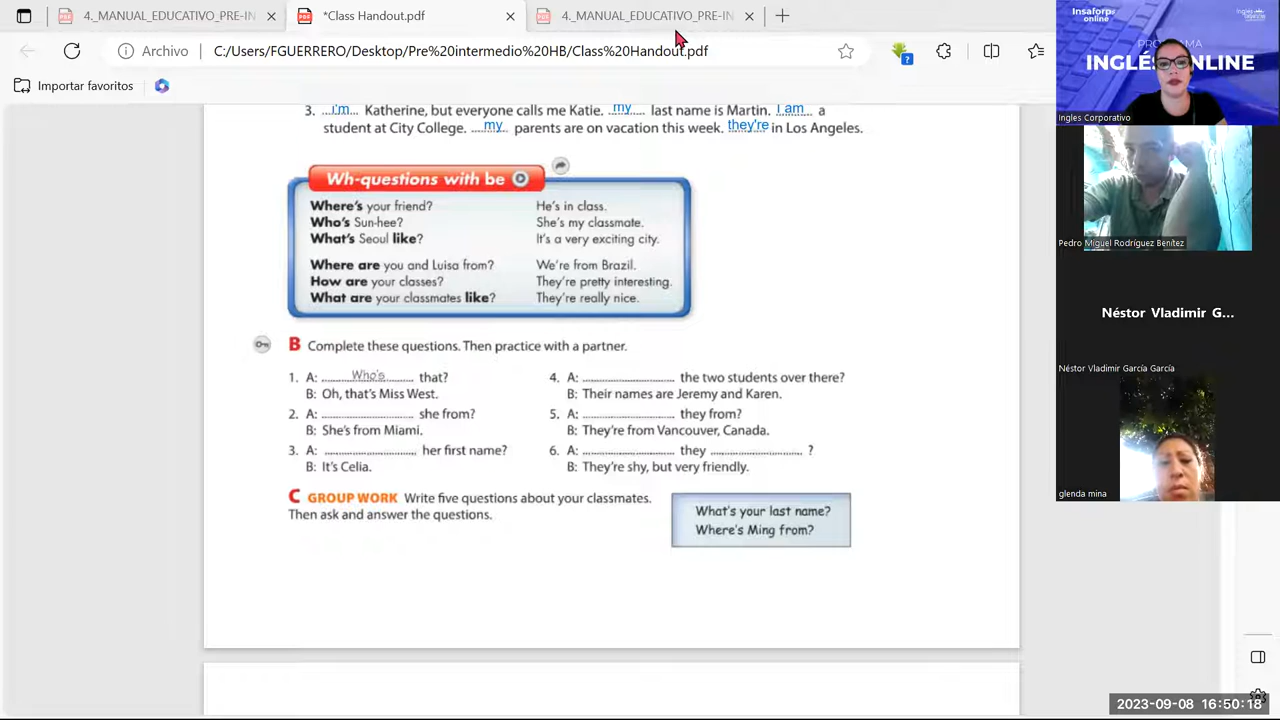 4_MANUAL_EDUCATIVO_PRE-IN
*Class Handout.pdf
4_MANUAL_EDUCATIVO_PRE-IN
Archivo
C:/Users/FGUERRERO/Desktop/Pre%20intermedio%20HB/Class%20Handout.pdf
Importar favoritos
3. I'm Katherine, but everyone calls me Katie. my last name is Martin. I am a
student at City College. my parents are on vacation this week. they're in Los Angeles.
Wh-questions with be
Where's your friend? He's in class.
Who's Sun-hee? She's my classmate.
What's Seoul like? It's a very exciting city.
Where are you and Luisa from? We're from Brazil.
How are your classes? They're pretty interesting.
What are your classmates like? They're really nice.
B Complete these questions. Then practice with a partner.
1. A: Who's that?
B: Oh, that's Miss West.
2. A: ........................ she from?
B: She's from Miami.
3. A: ........................ her first name?
B: It's Celia.
4. A: ........................ the two students over there?
B: Their names are Jeremy and Karen.
5. A: ........................ they from?
B: They're from Vancouver, Canada.
6. A: ........................ they ........................ ?
B: They're shy, but very friendly.
C GROUP WORK Write five questions about your classmates.
Then ask and answer the questions.
What's your last name?
Where's Ming from?
Insaforp
online
PROGRAMA
INGLÉS ONLINE
Ingles Corporativo
Pedro Miguel Rodríguez Benítez
Néstor Vladimir G...
Néstor Vladimir García García
glenda mina
2023-09-08 16:50:18